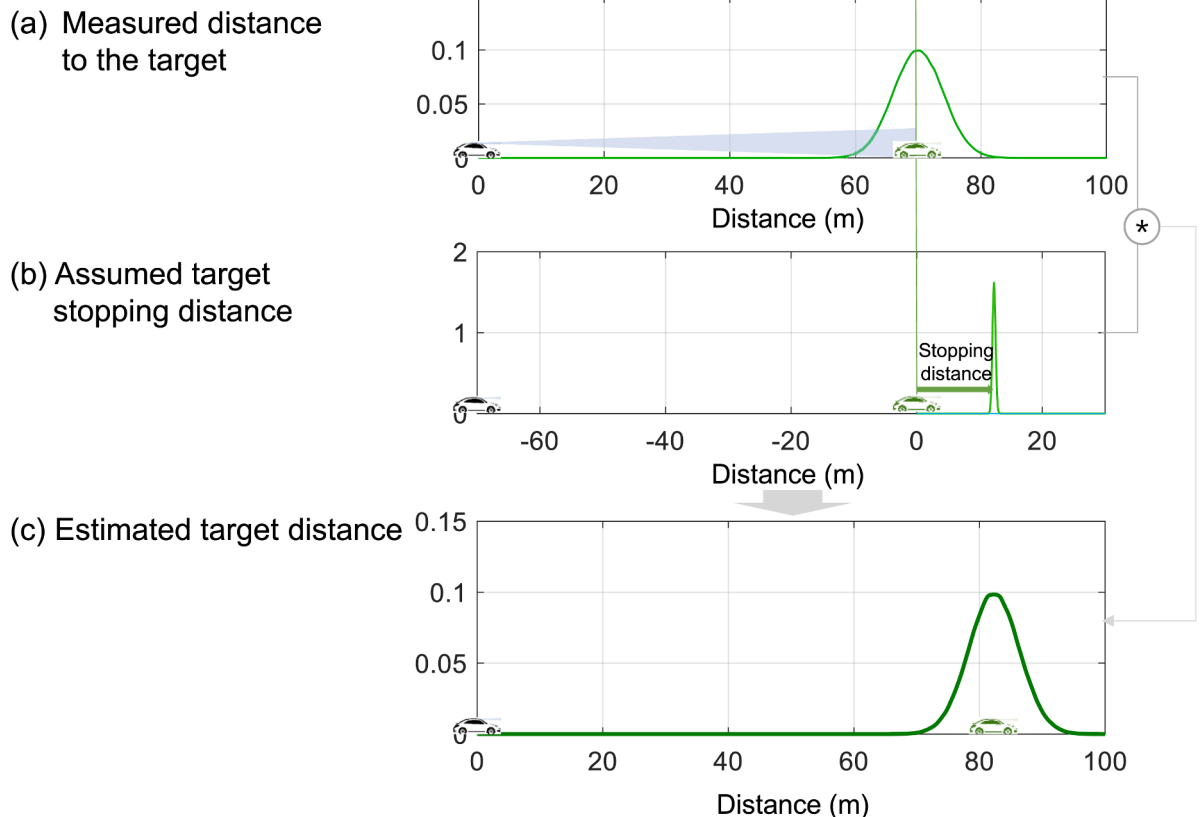 (a) Measured distance
to the target
0.1
0.05
0
0 20 40 60 80 100
Distance (m)
*
(b) Assumed target
stopping distance
2
1
0
Stopping
distance
-60 -40 -20 0 20
Distance (m)
(c) Estimated target distance
0.15
0.1
0.05
0
0 20 40 60 80 100
Distance (m)